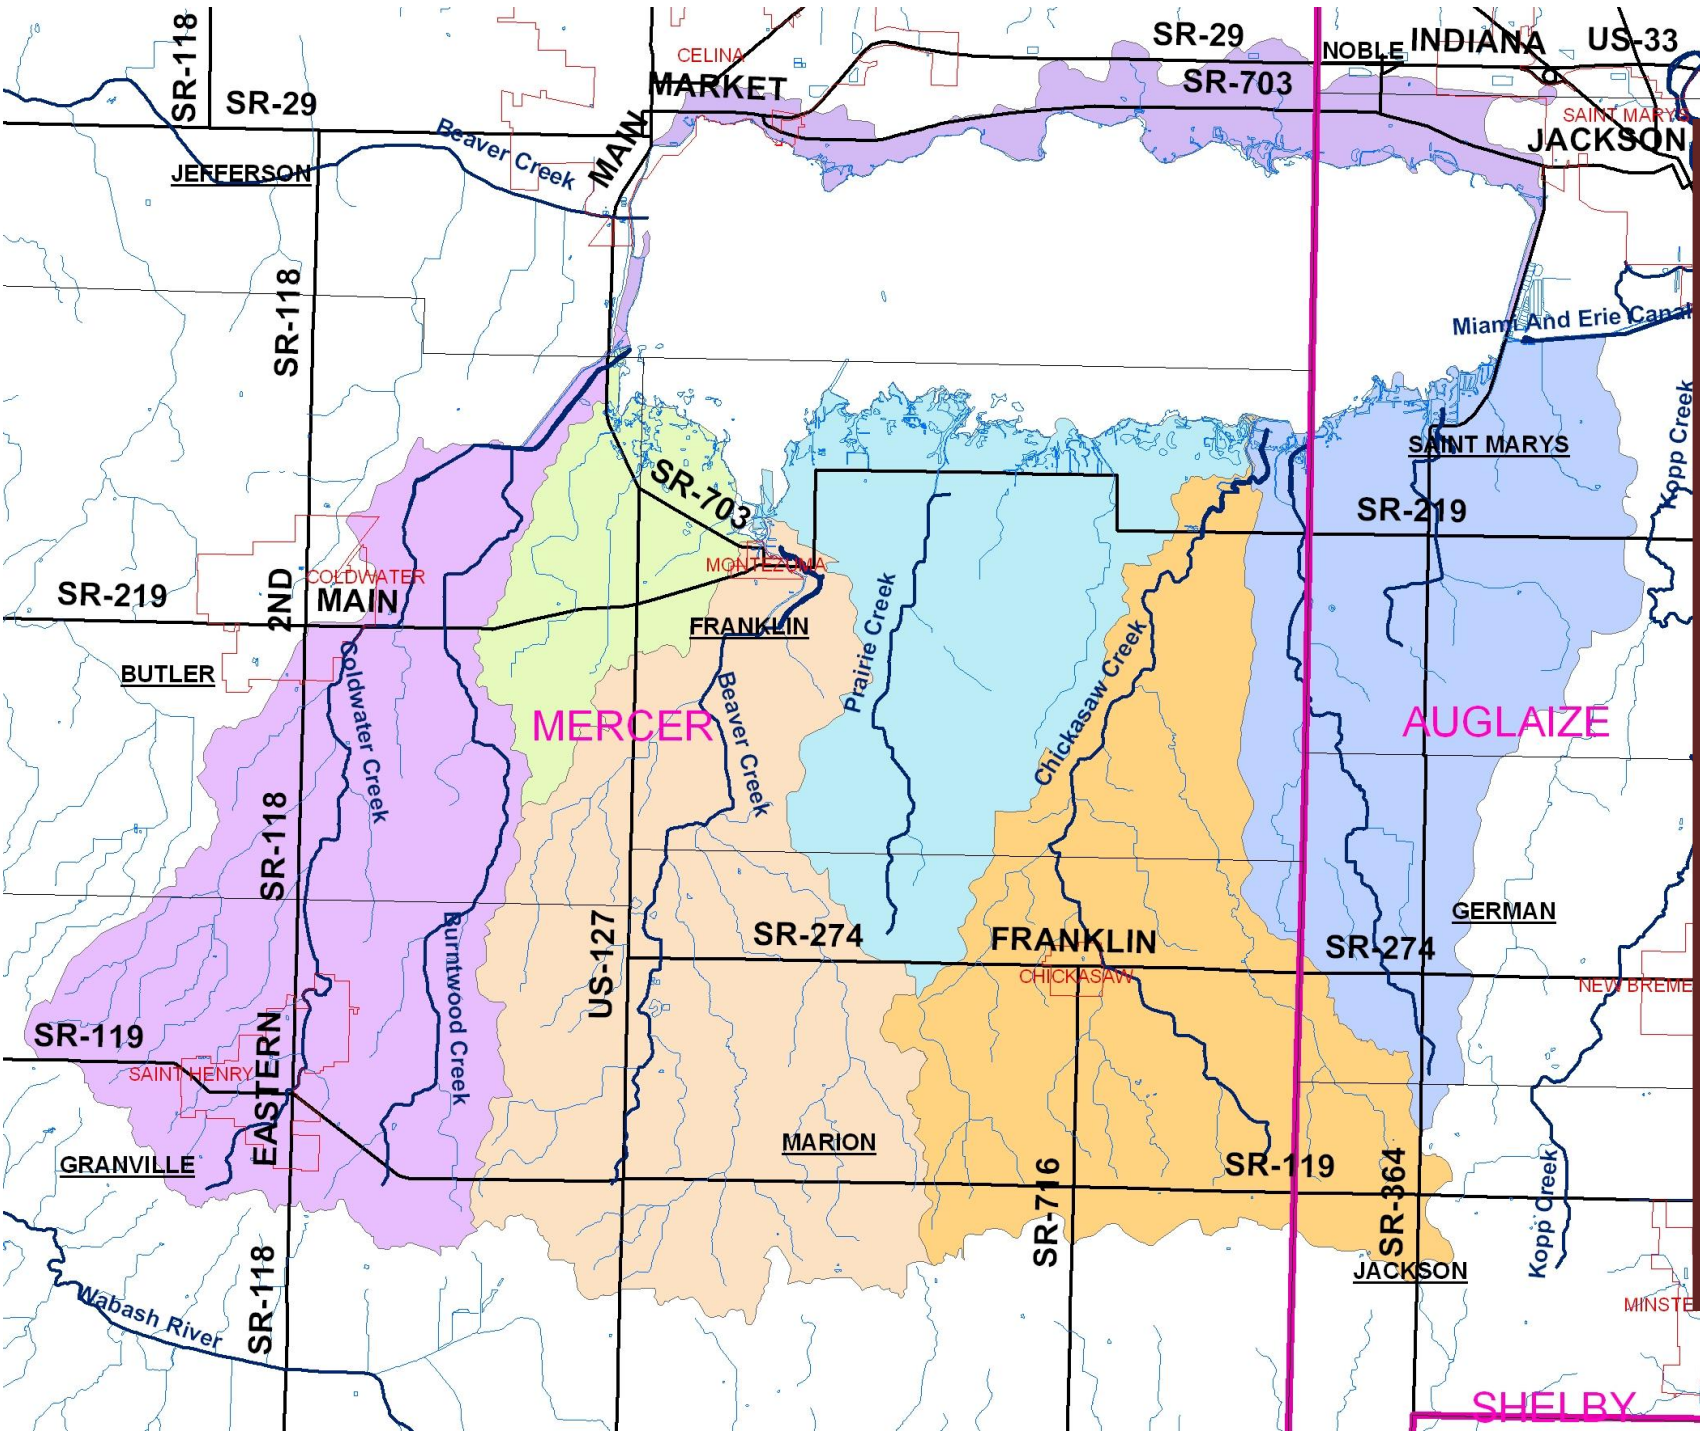 SR-118
SR-29
CELINA
MARKET
SR-29
NOBLE
INDIANA
US-33
SR-703
SAINT MARYS
JACKSON
Beaver Creek
MAIN
JEFFERSON
SR-118
Miami And Erie Canal
Kopp Creek
SAINT MARYS
SR-703
SR-219
MONTEZUMA
COLDWATER
SR-219
2ND
MAIN
FRANKLIN
BUTLER
Coldwater Creek
Beaver Creek
Prairie Creek
Chickasaw Creek
MERCER
AUGLAIZE
SR-118
GERMAN
Burntwood Creek
US-127
SR-274
FRANKLIN
SR-274
CHICKASAW
NEW BREME
SR-119
EASTERN
SAINT HENRY
GRANVILLE
MARION
SR-716
SR-119
SR-364
Kopp Creek
SR-118
JACKSON
Wabash River
MINSTE
SHELBY